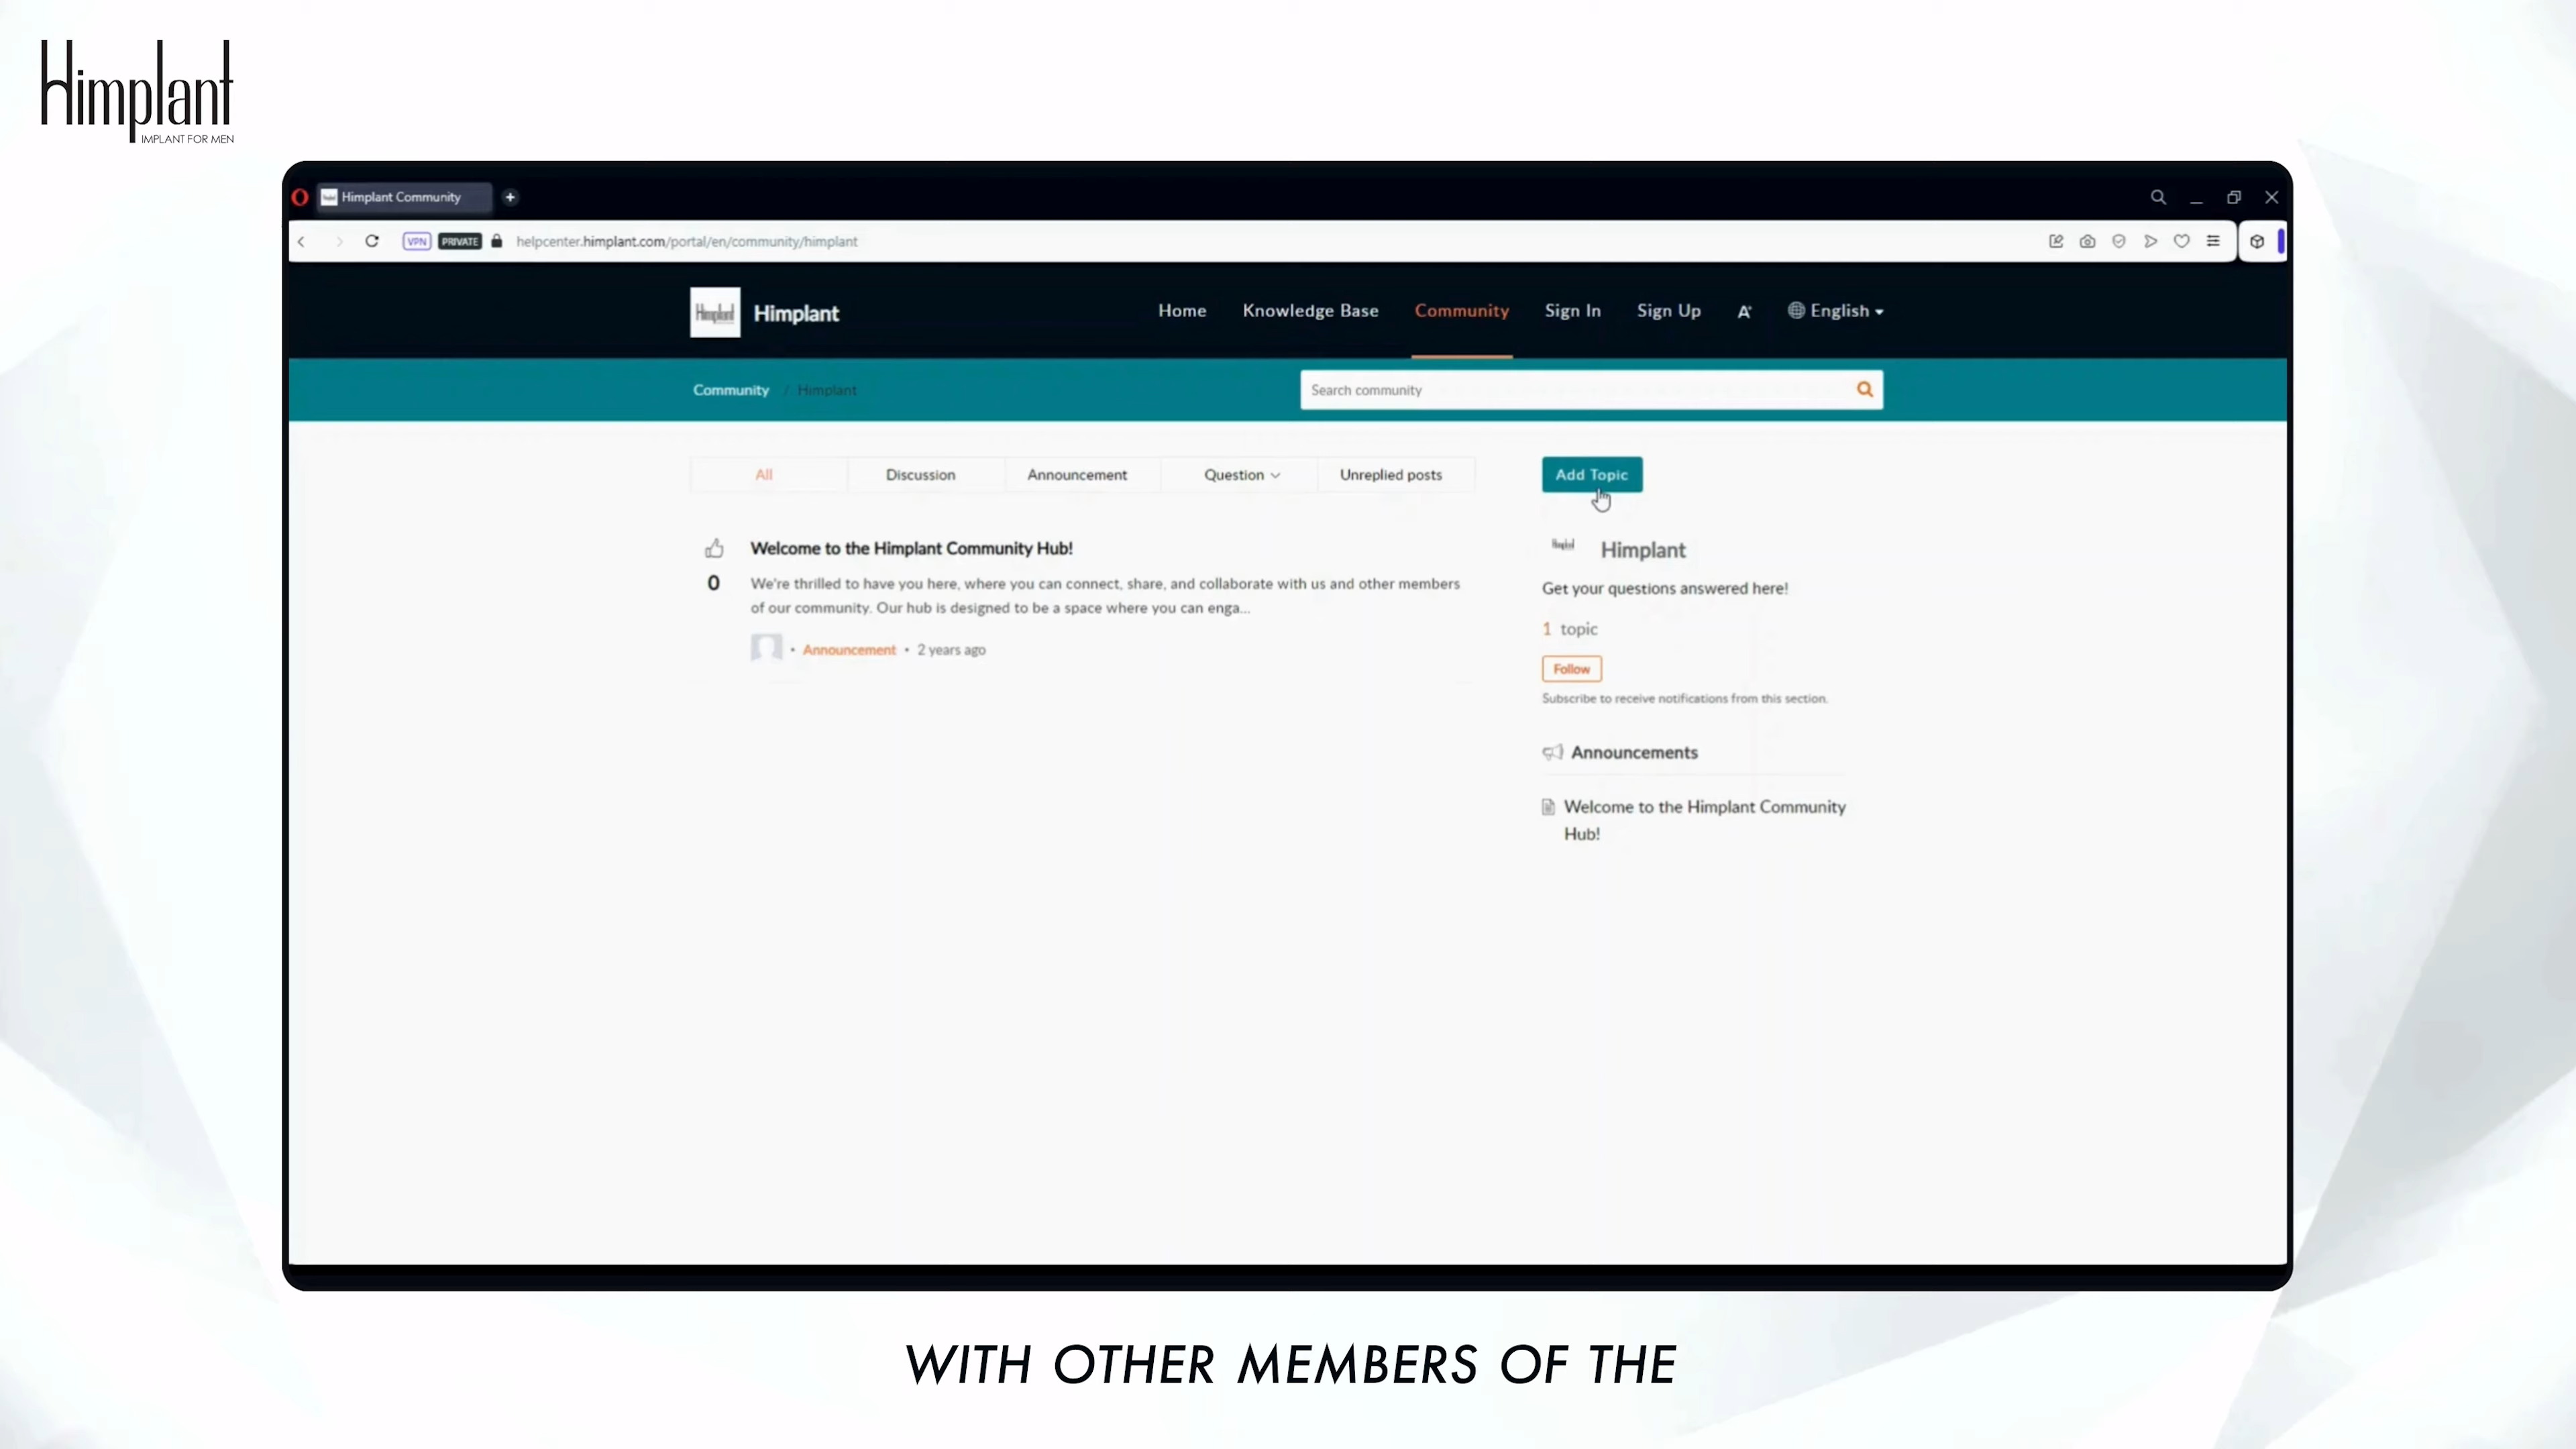 Himplant
IMPLANT FOR MEN
Himplant Community
VPN PRIVATE helpcenter.himplant.com/portal/en/community/himplant
Himplant Himplant Home Knowledge Base Community Sign In Sign Up A+ English
Community / Himplant Search community
All Discussion Announcement Question Unreplied posts Add Topic
Welcome to the Himplant Community Hub!
0 We're thrilled to have you here, where you can connect, share, and collaborate with us and other members
of our community. Our hub is designed to be a space where you can enga...
• Announcement • 2 years ago
Himplant Himplant
Get your questions answered here!
1 topic
Follow
Subscribe to receive notifications from this section.
Announcements
Welcome to the Himplant Community
Hub!
WITH OTHER MEMBERS OF THE